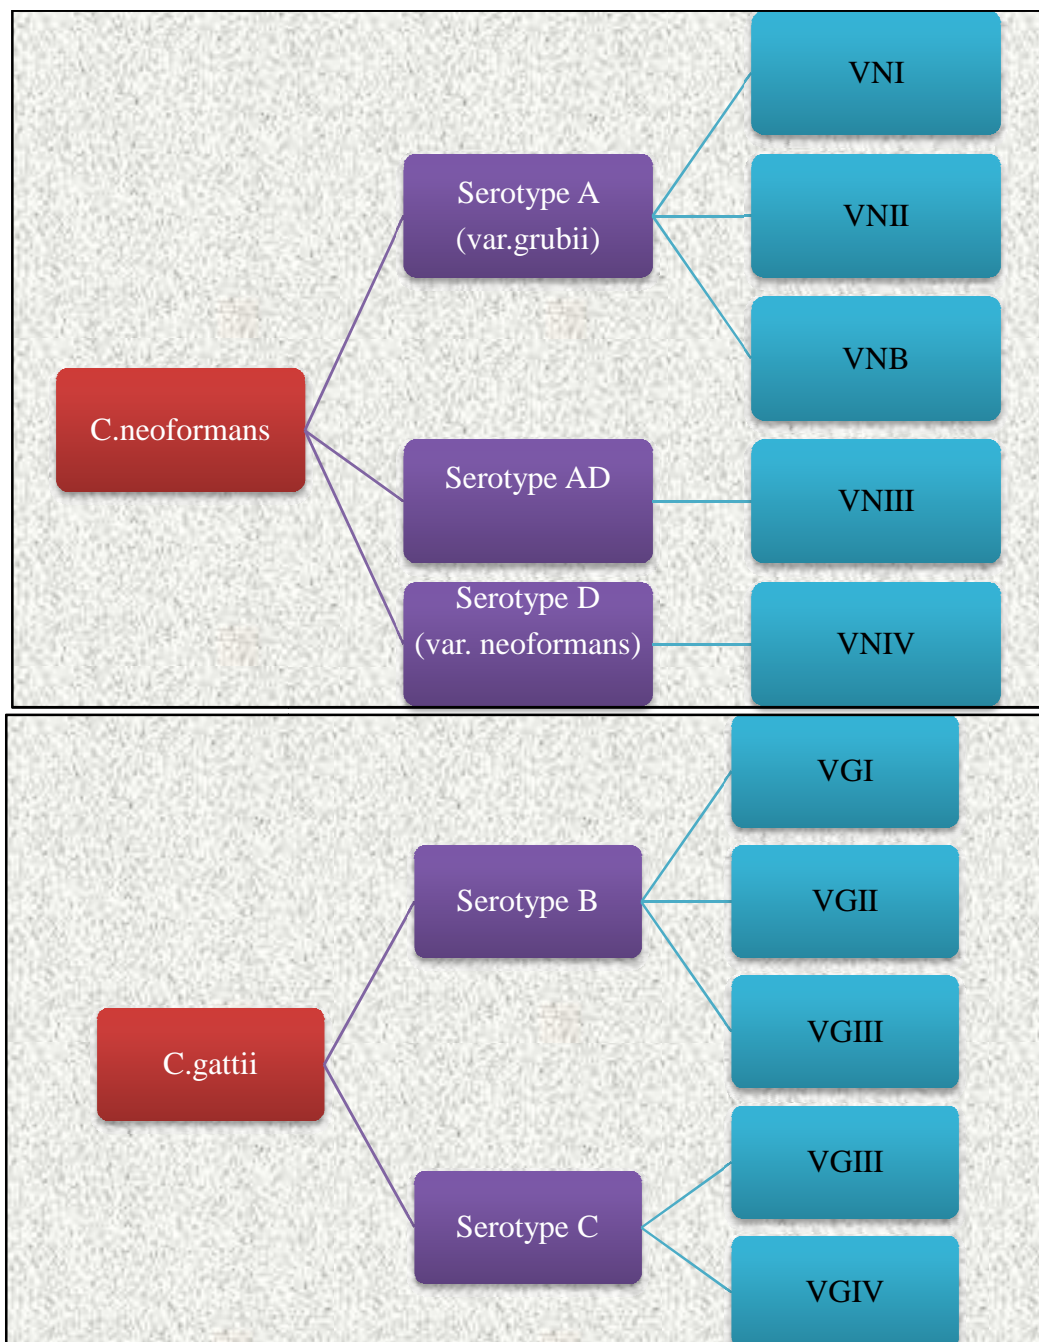 C.neoformans
Serotype A
(var.grubii)
VNI
VNII
VNB
Serotype AD
VNIII
Serotype D
(var. neoformans)
VNIV
C.gattii
Serotype B
VGI
VGII
VGIII
Serotype C
VGIII
VGIV